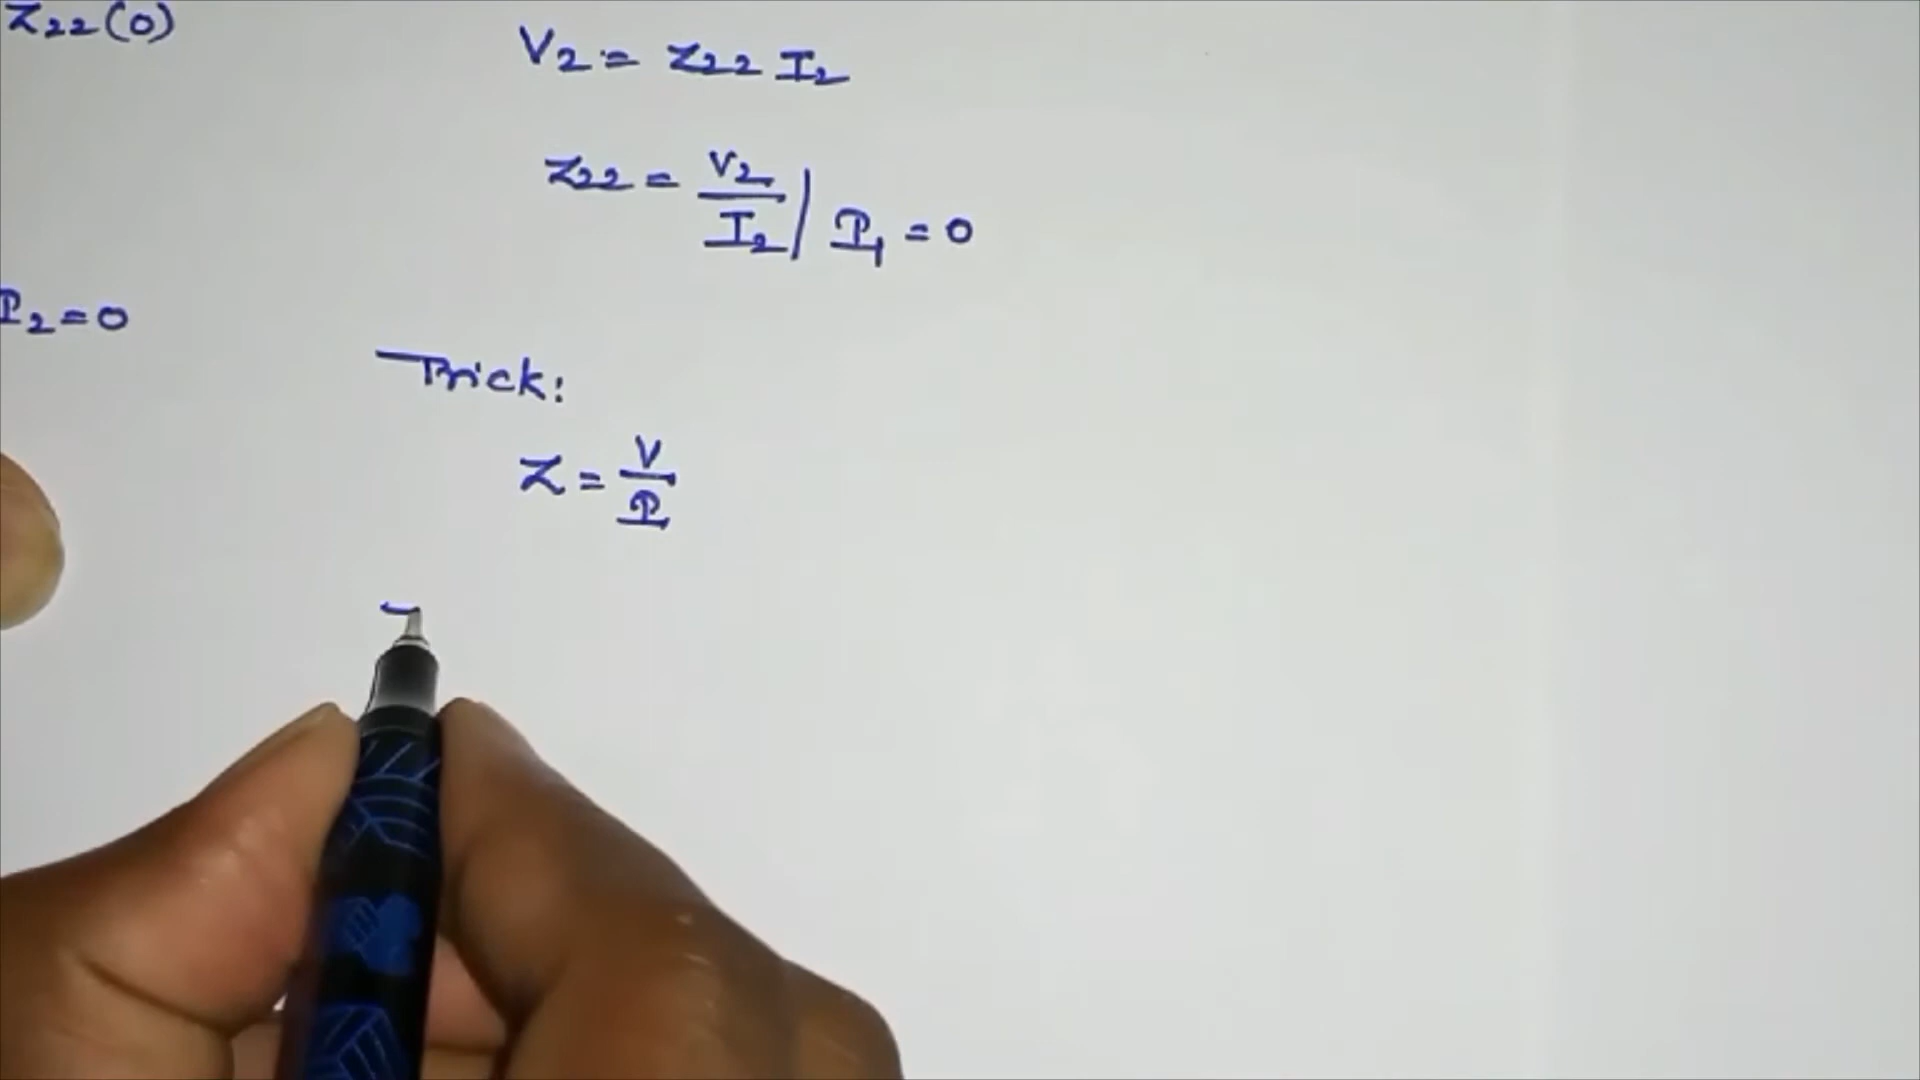 Z22(0)
V2 = Z22 I2
Z22 = V2/I2 | I1 = 0
I2 = 0
Trick:
Z = V/I